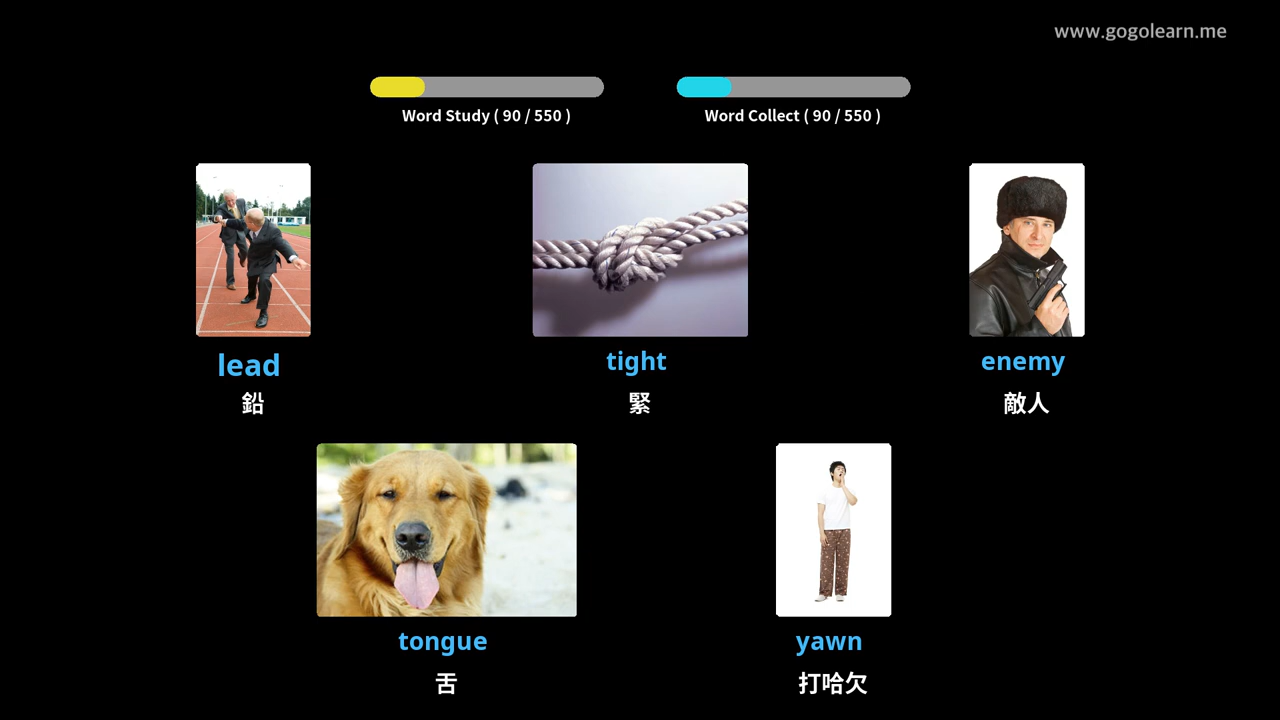 www.gogolearn.me
Word Study ( 90 / 550 )
Word Collect ( 90 / 550 )
lead
鉛
tight
緊
enemy
敵人
tongue
舌
yawn
打哈欠